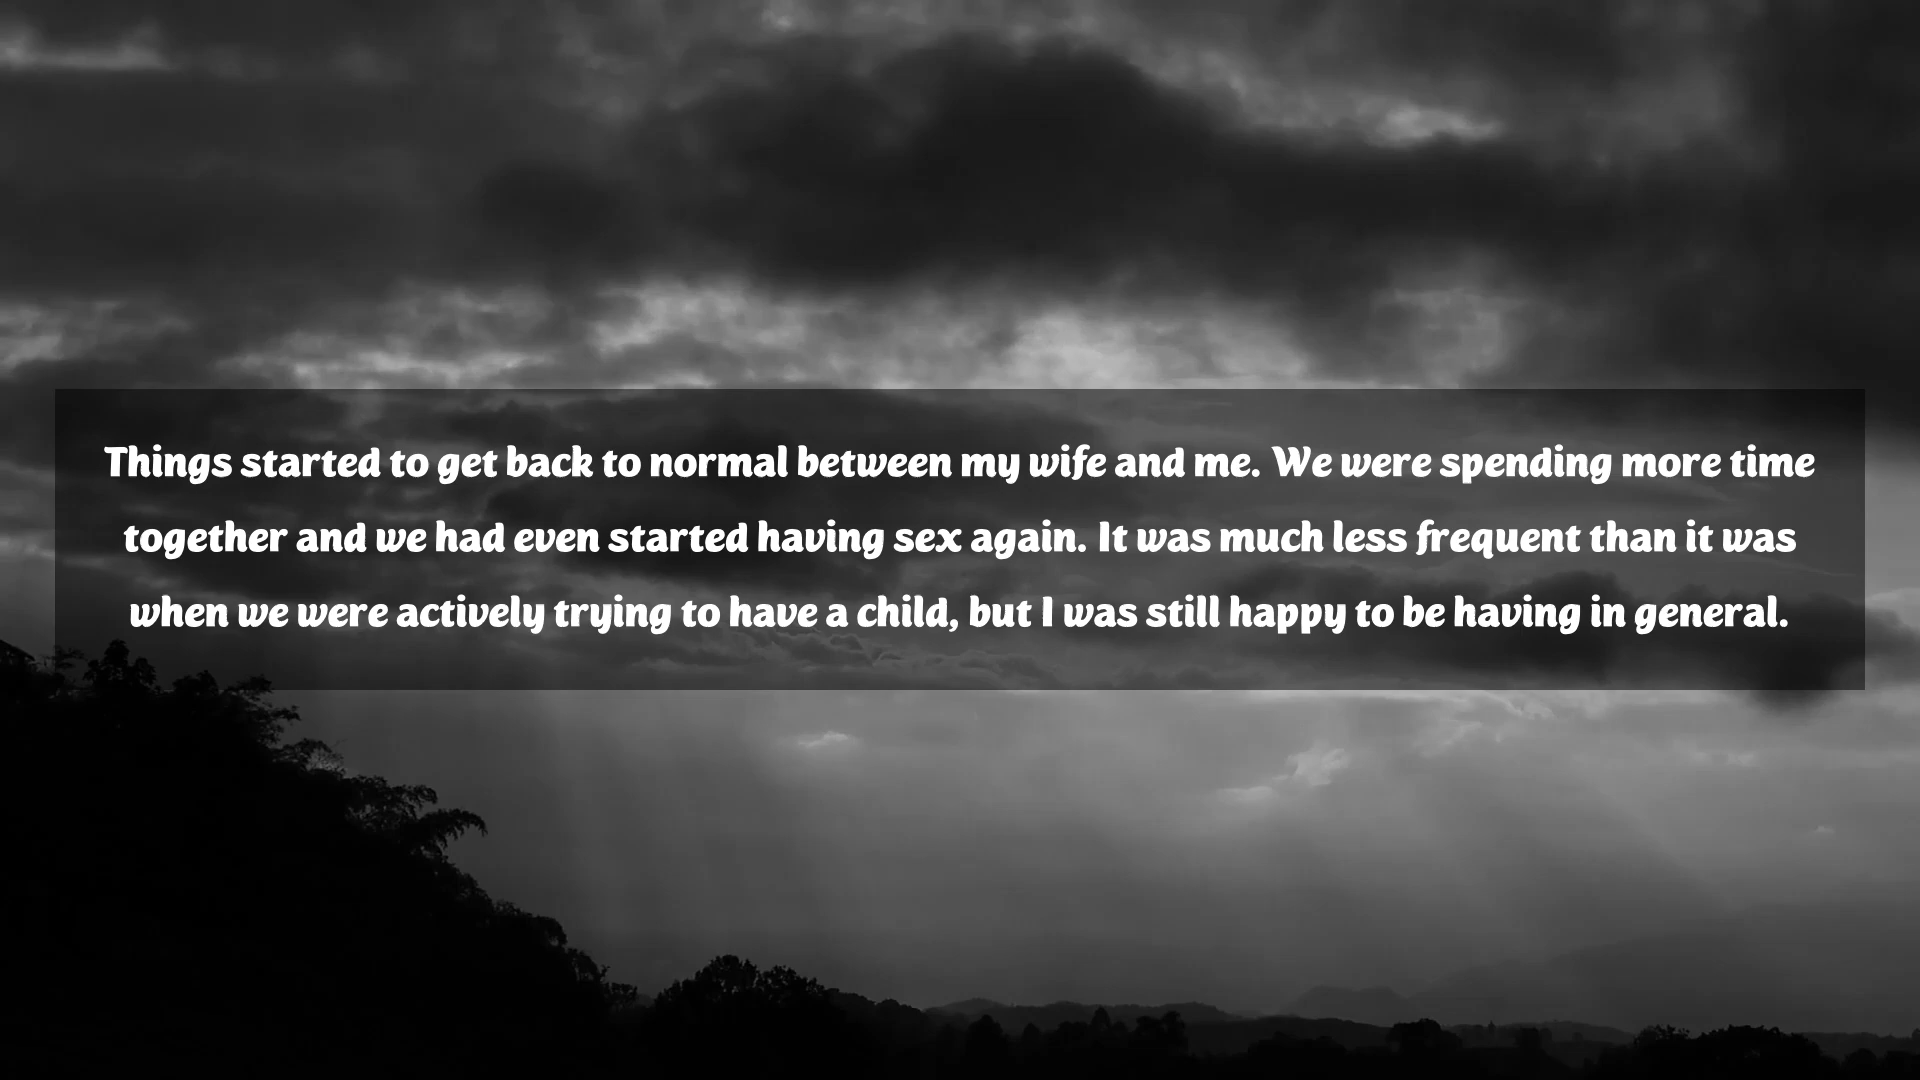 Things started to get back to normal between my wife and me. We were spending more time
together and we had even started having sex again. It was much less frequent than it was
when we were actively trying to have a child, but I was still happy to be having in general.